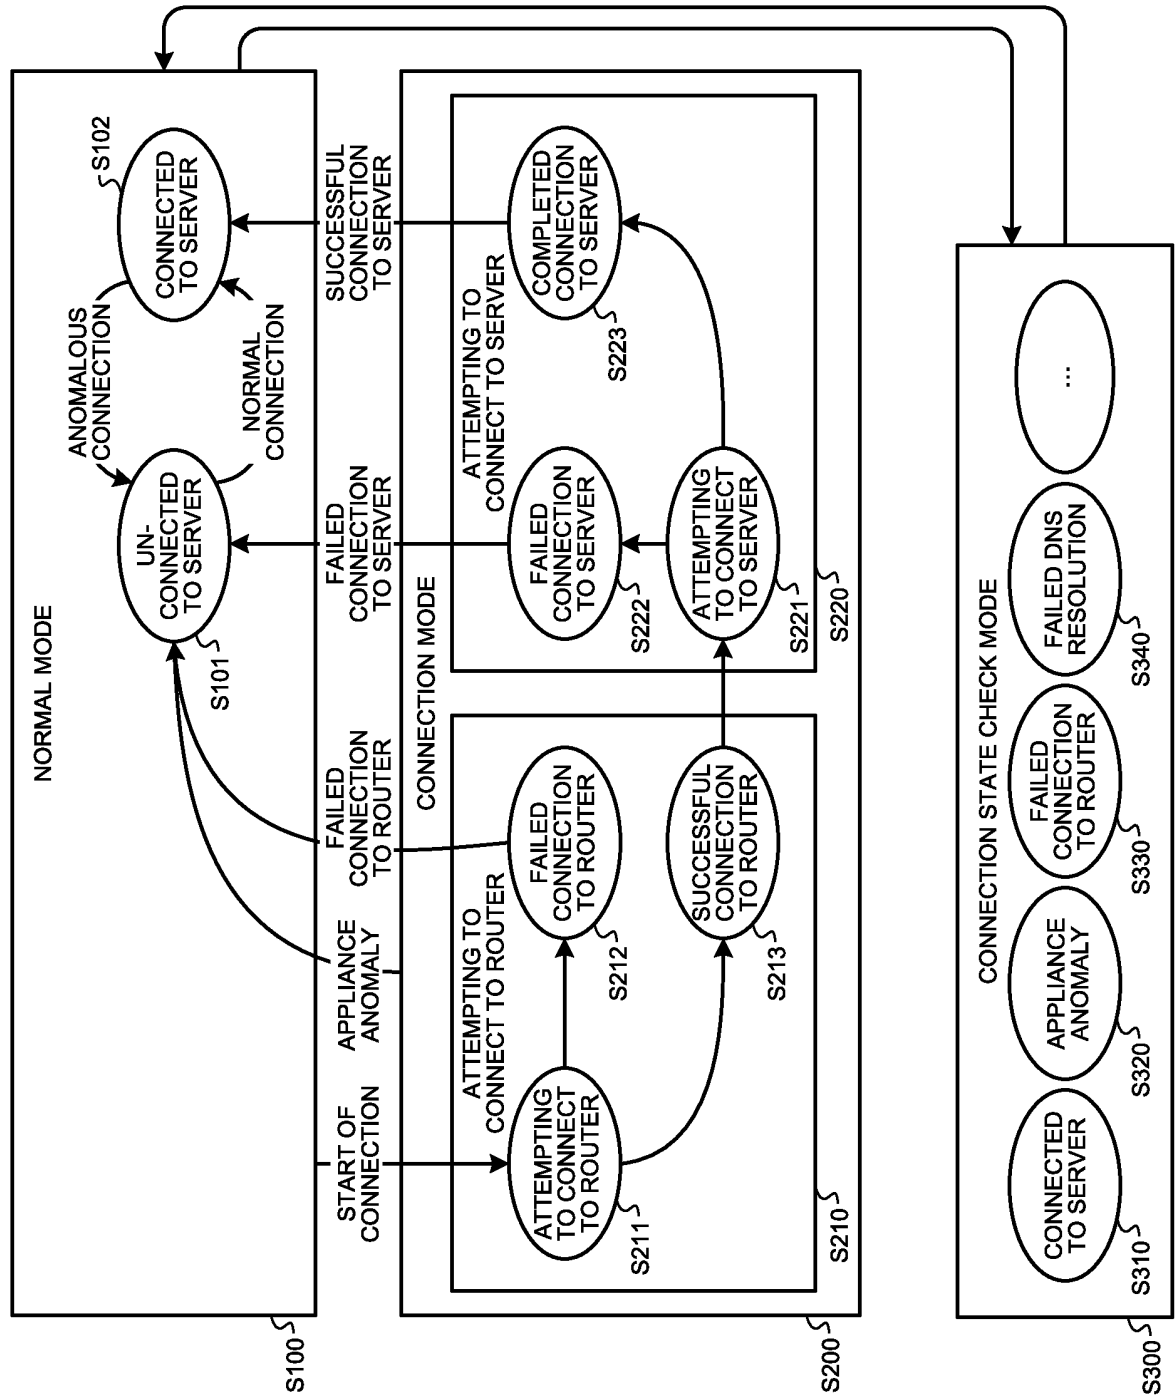 S100
NORMAL MODE
UN-
CONNECTED
TO SERVER
S101
CONNECTED
TO SERVER
S102
ANOMALOUS
CONNECTION
NORMAL
CONNECTION
START OF
CONNECTION
APPLIANCE
ANOMALY
FAILED
CONNECTION
TO ROUTER
FAILED
CONNECTION
TO SERVER
SUCCESSFUL
CONNECTION
TO SERVER
S200
CONNECTION MODE
ATTEMPTING TO
CONNECT TO ROUTER
ATTEMPTING
TO CONNECT
TO ROUTER
S211
FAILED
CONNECTION
TO ROUTER
S212
SUCCESSFUL
CONNECTION
TO ROUTER
S213
S210
ATTEMPTING TO
CONNECT TO SERVER
FAILED
CONNECTION
TO SERVER
S222
COMPLETED
CONNECTION
TO SERVER
S223
ATTEMPTING
TO CONNECT
TO SERVER
S221
S220
S300
CONNECTION STATE CHECK MODE
CONNECTED
TO SERVER
S310
APPLIANCE
ANOMALY
S320
FAILED
CONNECTION
TO ROUTER
S330
FAILED DNS
RESOLUTION
S340
...